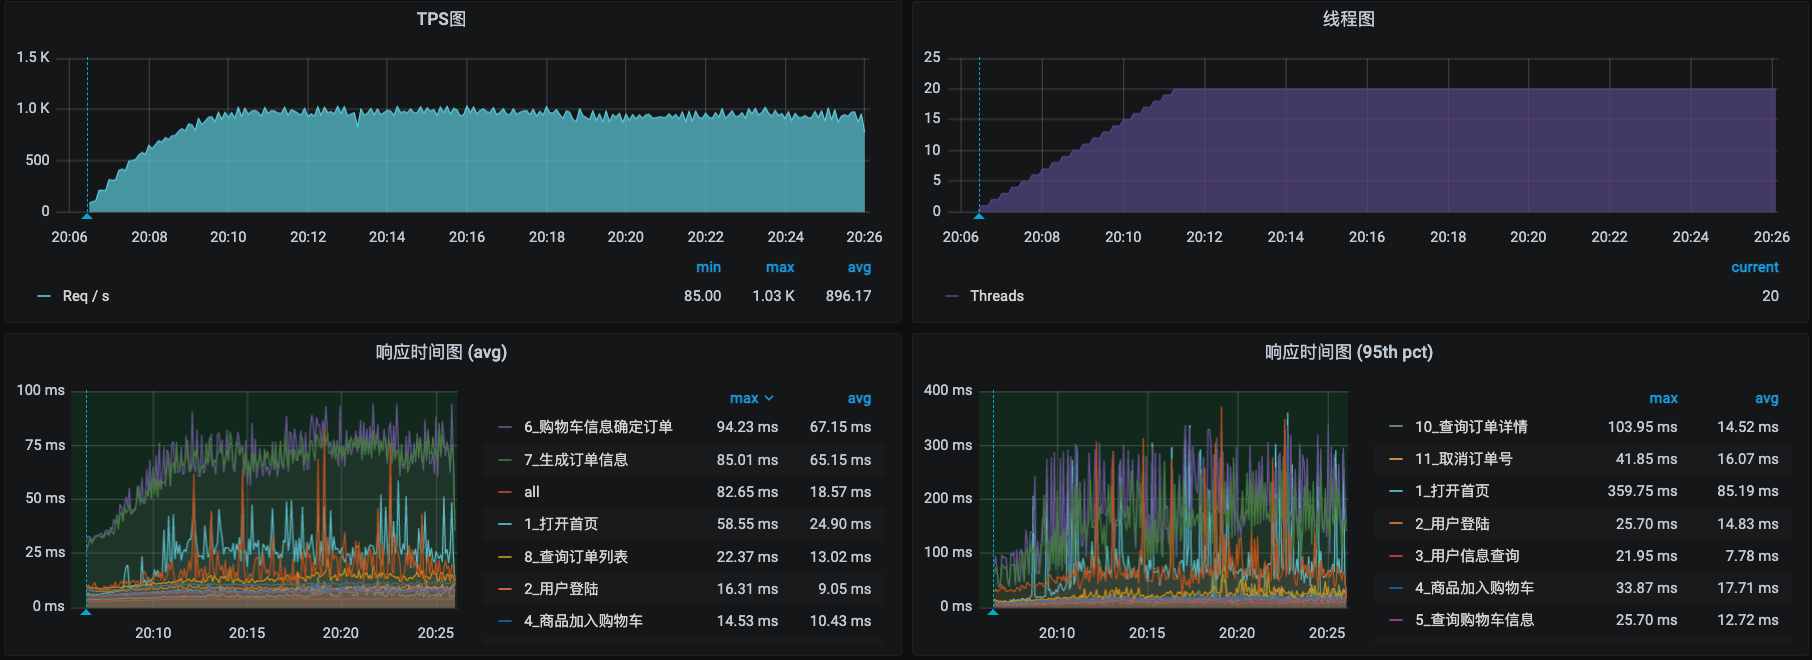 TPS图
1.5 K
1.0 K
500
0
20:06 20:08 20:10 20:12 20:14 20:16 20:18 20:20 20:22 20:24 20:26
min max avg
Req / s 85.00 1.03 K 896.17
线程图
25
20
15
10
5
0
20:06 20:08 20:10 20:12 20:14 20:16 20:18 20:20 20:22 20:24 20:26
current
Threads 20
响应时间图 (avg)
100 ms
75 ms
50 ms
25 ms
0 ms
20:10 20:15 20:20 20:25
max avg
6_购物车信息确定订单 94.23 ms 67.15 ms
7_生成订单信息 85.01 ms 65.15 ms
all 82.65 ms 18.57 ms
1_打开首页 58.55 ms 24.90 ms
8_查询订单列表 22.37 ms 13.02 ms
2_用户登陆 16.31 ms 9.05 ms
4_商品加入购物车 14.53 ms 10.43 ms
响应时间图 (95th pct)
400 ms
300 ms
200 ms
100 ms
0 ms
20:10 20:15 20:20 20:25
max avg
10_查询订单详情 103.95 ms 14.52 ms
11_取消订单号 41.85 ms 16.07 ms
1_打开首页 359.75 ms 85.19 ms
2_用户登陆 25.70 ms 14.83 ms
3_用户信息查询 21.95 ms 7.78 ms
4_商品加入购物车 33.87 ms 17.71 ms
5_查询购物车信息 25.70 ms 12.72 ms